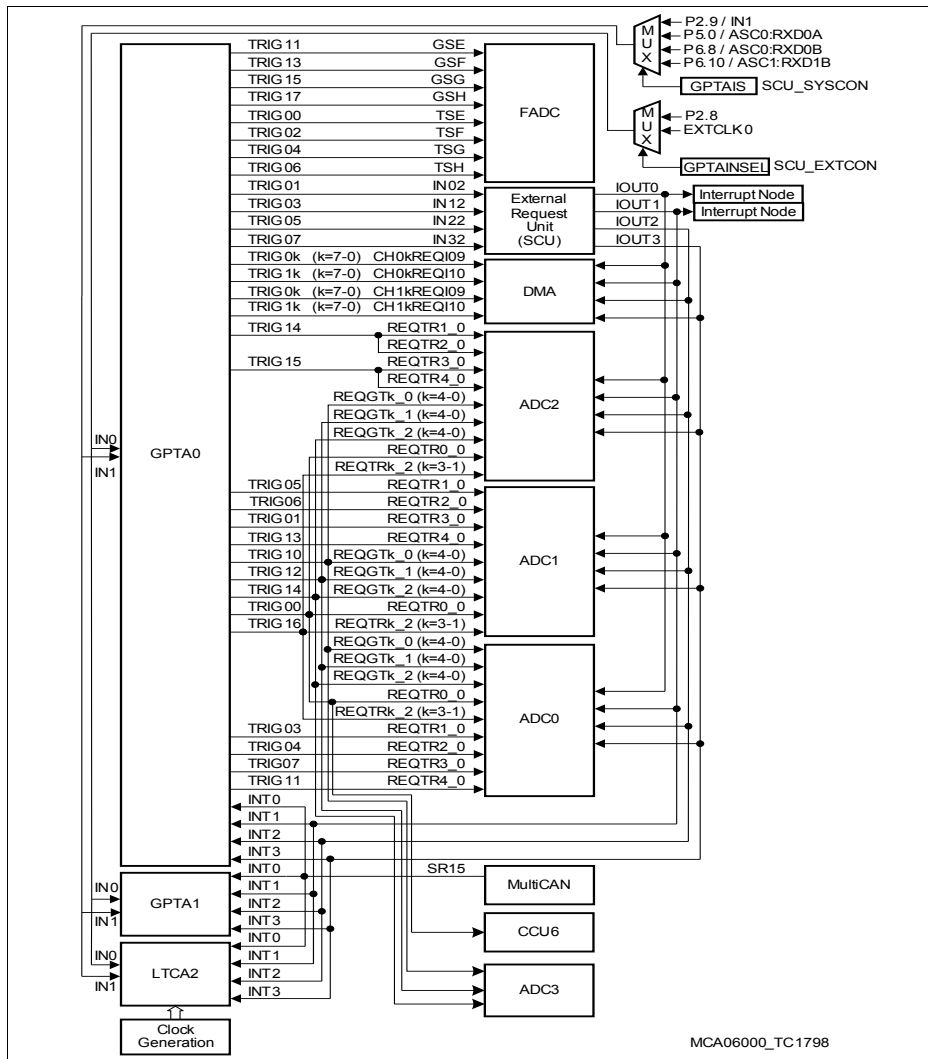 P2.9 / IN1
P5.0 / ASC0:RXD0A
P6.8 / ASC0:RXD0B
P6.10 / ASC1:RXD1B
MUX
GPTAIS SCU_SYSCON
P2.8
EXTCLK0
MUX
GPTAINSEL SCU_EXTCON
TRIG11 GSE
TRIG13 GSF
TRIG15 GSG
TRIG17 GSH
TRIG00 TSE
TRIG02 TSF
TRIG04 TSG
TRIG06 TSH
FADC
TRIG01 IN02
TRIG03 IN12
TRIG05 IN22
TRIG07 IN32
External
Request
Unit
(SCU)
IOUT0 Interrupt Node
IOUT1 Interrupt Node
IOUT2
IOUT3
TRIG0k (k=7-0) CH0kREQI09
TRIG1k (k=7-0) CH0kREQI10
TRIG0k (k=7-0) CH1kREQI09
TRIG1k (k=7-0) CH1kREQI10
DMA
TRIG14 REQTR1_0
REQTR2_0
TRIG15 REQTR3_0
REQTR4_0
REQGTk_0 (k=4-0)
REQGTk_1 (k=4-0)
REQGTk_2 (k=4-0)
REQTR0_0
REQTRk_2 (k=3-1)
ADC2
IN0
IN1
GPTA0
TRIG05 REQTR1_0
TRIG06 REQTR2_0
TRIG01 REQTR3_0
TRIG13 REQTR4_0
TRIG10 REQGTk_0 (k=4-0)
TRIG12 REQGTk_1 (k=4-0)
TRIG14 REQGTk_2 (k=4-0)
TRIG00 REQTR0_0
TRIG16 REQTRk_2 (k=3-1)
ADC1
REQGTk_0 (k=4-0)
REQGTk_1 (k=4-0)
REQGTk_2 (k=4-0)
REQTR0_0
REQTRk_2 (k=3-1)
TRIG03 REQTR1_0
TRIG04 REQTR2_0
TRIG07 REQTR3_0
TRIG11 REQTR4_0
ADC0
INT0
INT1
INT2
INT3
INT0 SR15
INT1
INT2
INT3
MultiCAN
IN0
IN1
GPTA1
CCU6
INT0
INT1
INT2
INT3
IN0
IN1
LTCA2
ADC3
Clock
Generation
MCA06000_TC1798